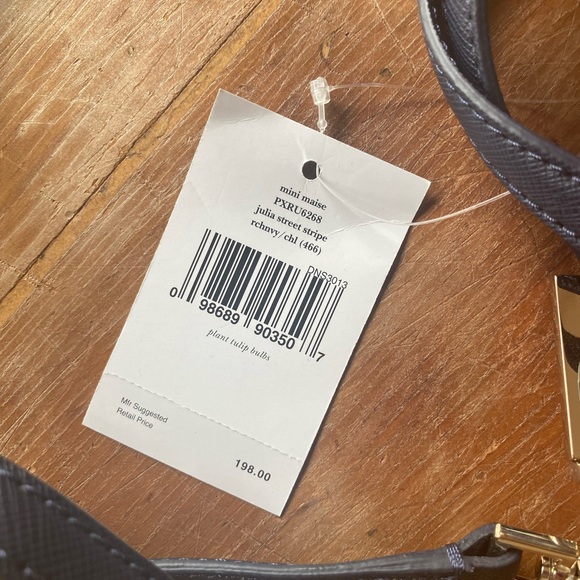 mini maise
PXRU6268
julia street stripe
rchnvy/chl (466)
DNS3013
0 98689 90350 7
plant tulip bulbs
Mfr Suggested
Retail Price
198.00